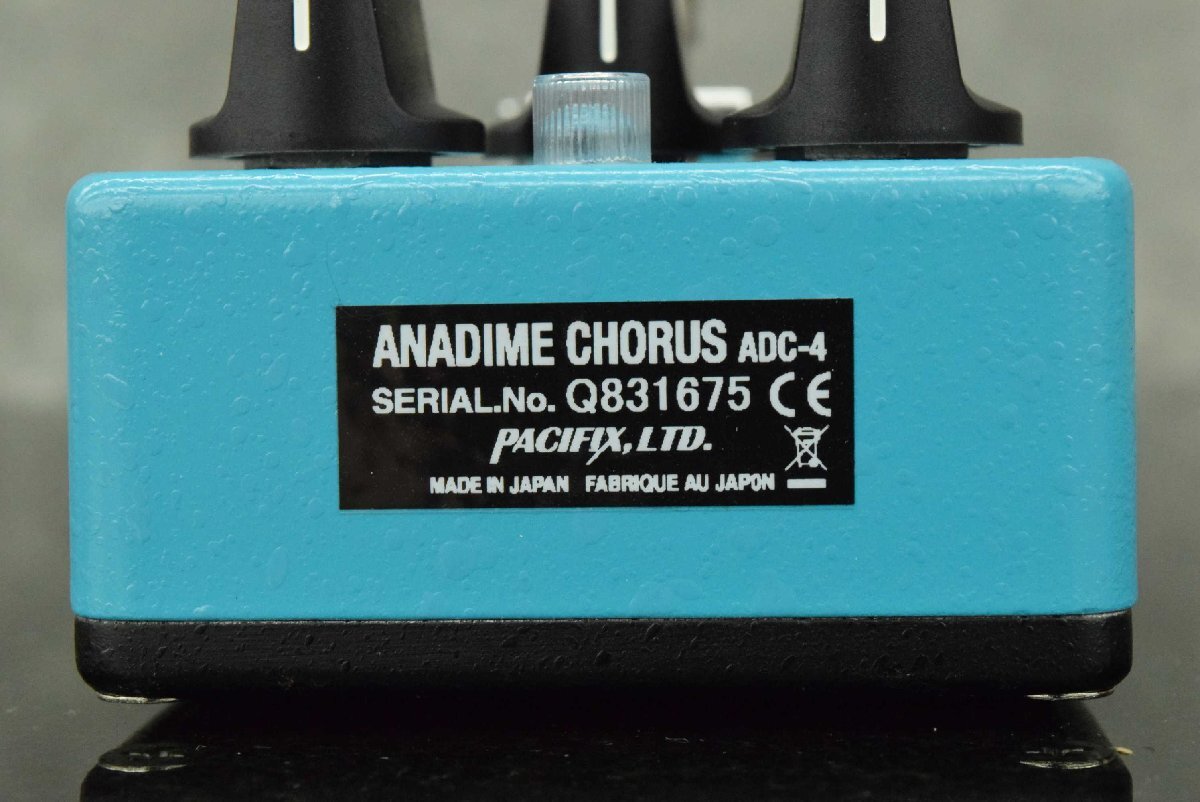 ANADIME CHORUS ADC-4
SERIAL.No. Q831675 CE
PACIFIX, LTD.
MADE IN JAPAN FABRIQUE AU JAPON